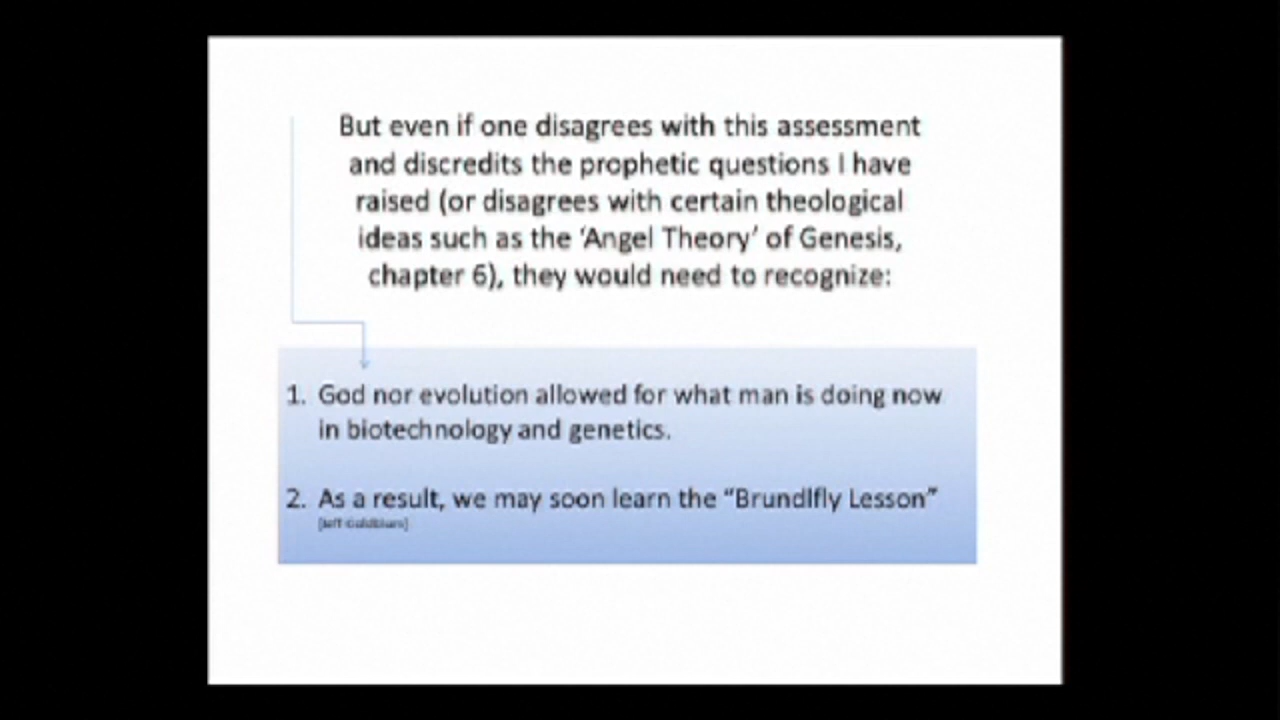 But even if one disagrees with this assessment
and discredits the prophetic questions I have
raised (or disagrees with certain theological
ideas such as the ‘Angel Theory’ of Genesis,
chapter 6), they would need to recognize:
1. God nor evolution allowed for what man is doing now
in biotechnology and genetics.
2. As a result, we may soon learn the “Brundlfly Lesson”
[Jeff Goldblum]